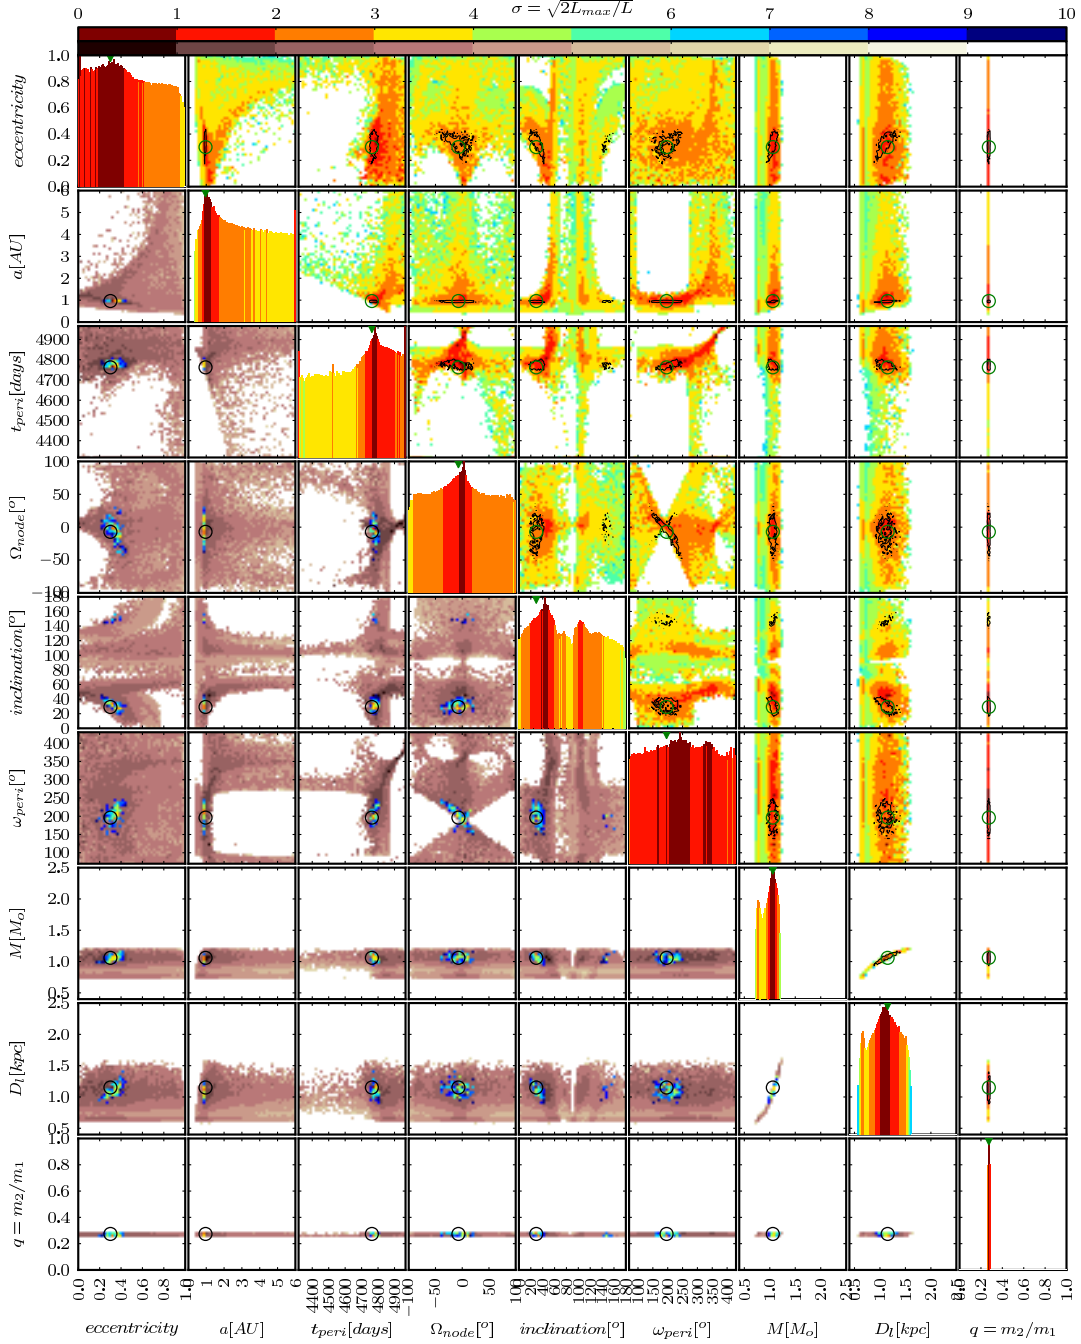 σ = √2L_max/L
0 1 2 3 4 5 6 7 8 9 10
eccentricity
1.0
0.8
0.6
0.4
0.2
0.0
a[AU]
6
5
4
3
2
1
0
t_peri[days]
4900
4800
4700
4600
4500
4400
Ω_node[°]
100
50
0
−50
−100
inclination[°]
180
160
140
120
100
80
60
40
20
0
ω_peri[°]
400
350
300
250
200
150
100
M[M_o]
2.5
2.0
1.5
1.0
0.5
D_l[kpc]
2.5
2.0
1.5
1.0
0.5
q = m_2/m_1
1.0
0.8
0.6
0.4
0.2
0.0
0.0 0.2 0.4 0.6 0.8 1.0
1 2 3 4 5 6
4400 4500 4600 4700 4800 4900
−100 −50 0 50 100
20 40 60 80 100 120 140 160 180
100 150 200 250 300 350 400
0.5 1.0 1.5 2.0 2.5
0.5 1.0 1.5 2.0 2.5
0.0 0.2 0.4 0.6 0.8 1.0
eccentricity a[AU] t_peri[days] Ω_node[°] inclination[°] ω_peri[°] M[M_o] D_l[kpc] q = m_2/m_1